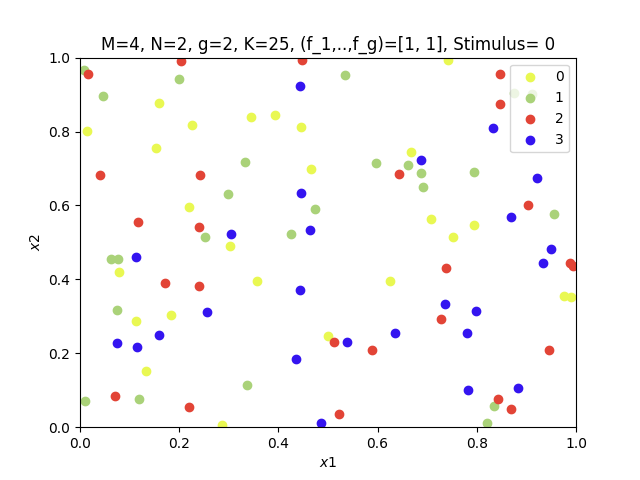 M=4, N=2, g=2, K=25, (f_1,..,f_g)=[1, 1], Stimulus= 0
1.0
0.8
0.6
0.4
0.2
0.0
x2
0
1
2
3
0.0 0.2 0.4 0.6 0.8 1.0
x1